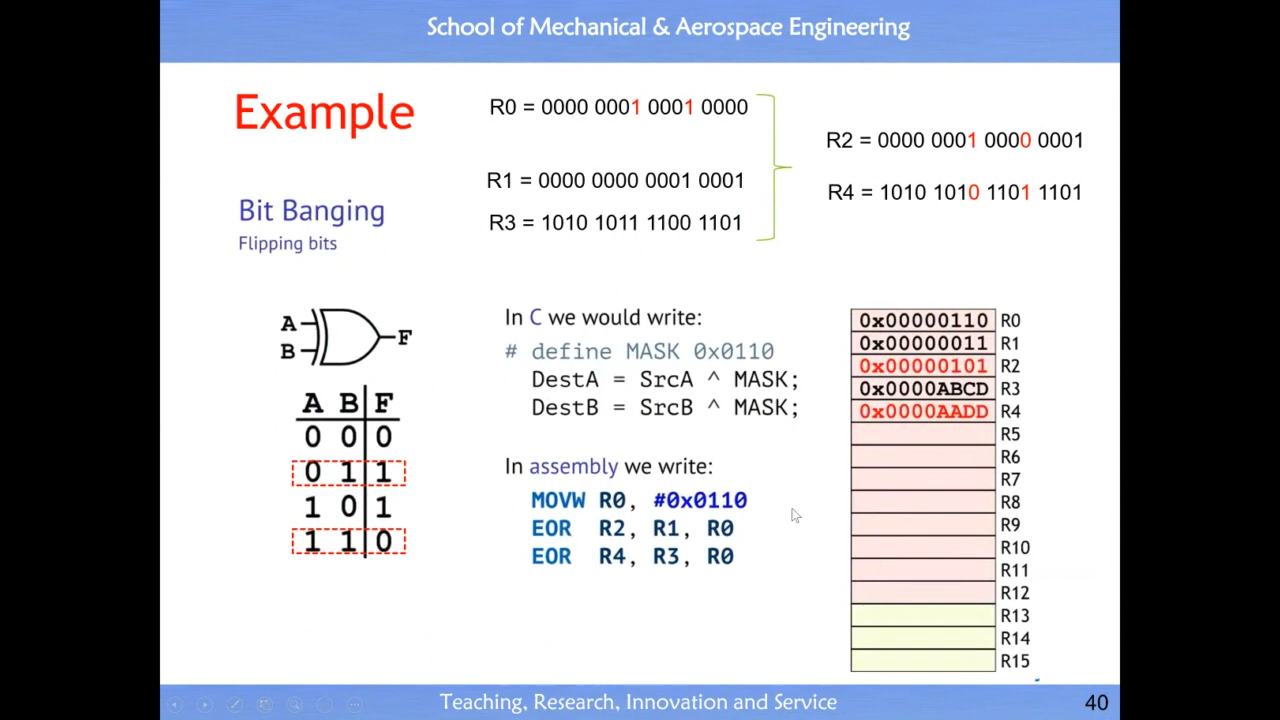 School of Mechanical & Aerospace Engineering
Example
R0 = 0000 0001 0001 0000
R1 = 0000 0000 0001 0001
R3 = 1010 1011 1100 1101
R2 = 0000 0001 0000 0001
R4 = 1010 1010 1101 1101
Bit Banging
Flipping bits
A
B
F
A B F
0 0 0
0 1 1
1 0 1
1 1 0
In C we would write:
# define MASK 0x0110
DestA = SrcA ^ MASK;
DestB = SrcB ^ MASK;
In assembly we write:
MOVW R0, #0x0110
EOR R2, R1, R0
EOR R4, R3, R0
0x00000110 R0
0x00000011 R1
0x00000101 R2
0x0000ABCD R3
0x0000AADD R4
R5
R6
R7
R8
R9
R10
R11
R12
R13
R14
R15
Teaching, Research, Innovation and Service
40